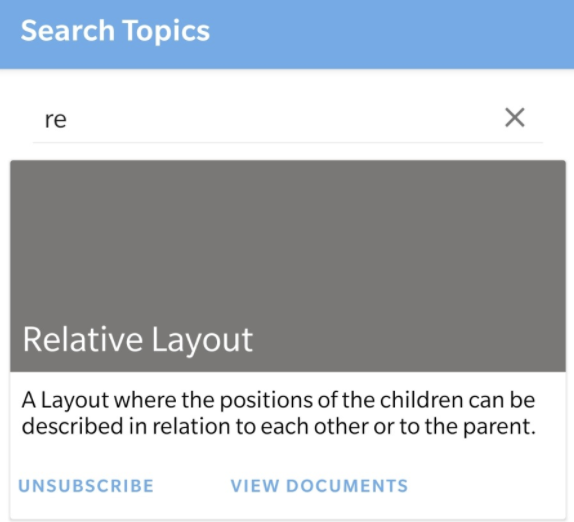 Search Topics
re
Relative Layout
A Layout where the positions of the children can be
described in relation to each other or to the parent.
UNSUBSCRIBE VIEW DOCUMENTS